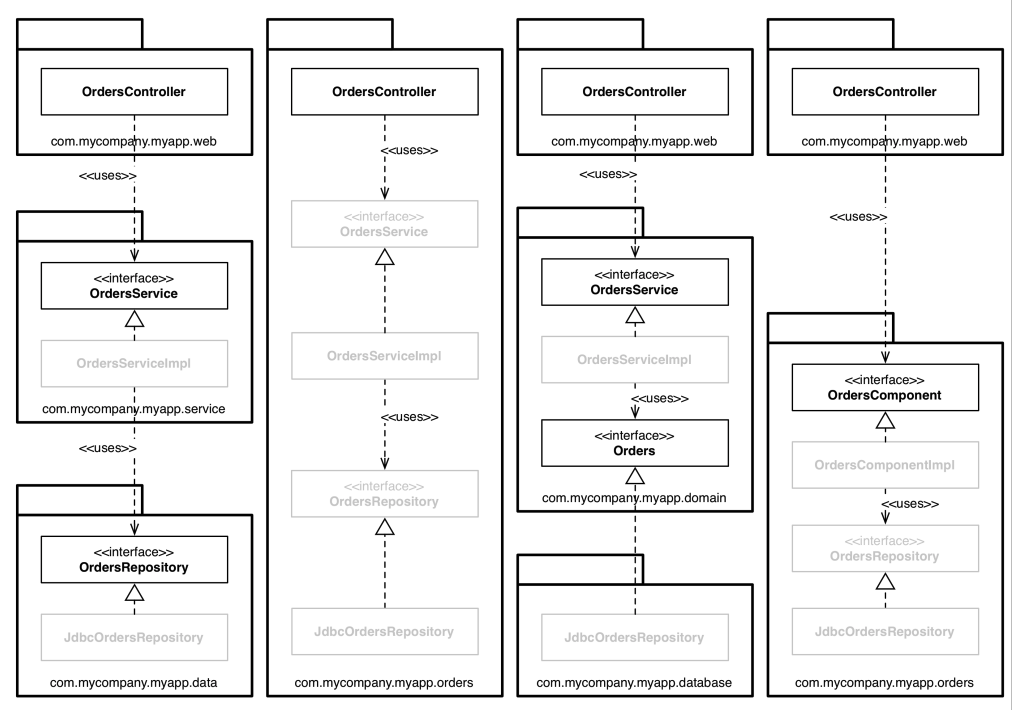 OrdersController
com.mycompany.myapp.web
<<uses>>
<<interface>>
OrdersService
OrdersServiceImpl
com.mycompany.myapp.service
<<uses>>
<<interface>>
OrdersRepository
JdbcOrdersRepository
com.mycompany.myapp.data
OrdersController
<<uses>>
<<interface>>
OrdersService
OrdersServiceImpl
<<uses>>
<<interface>>
OrdersRepository
JdbcOrdersRepository
com.mycompany.myapp.orders
OrdersController
com.mycompany.myapp.web
<<uses>>
<<interface>>
OrdersService
OrdersServiceImpl
<<uses>>
<<interface>>
Orders
com.mycompany.myapp.domain
JdbcOrdersRepository
com.mycompany.myapp.database
OrdersController
com.mycompany.myapp.web
<<uses>>
<<interface>>
OrdersComponent
OrdersComponentImpl
<<uses>>
<<interface>>
OrdersRepository
JdbcOrdersRepository
com.mycompany.myapp.orders